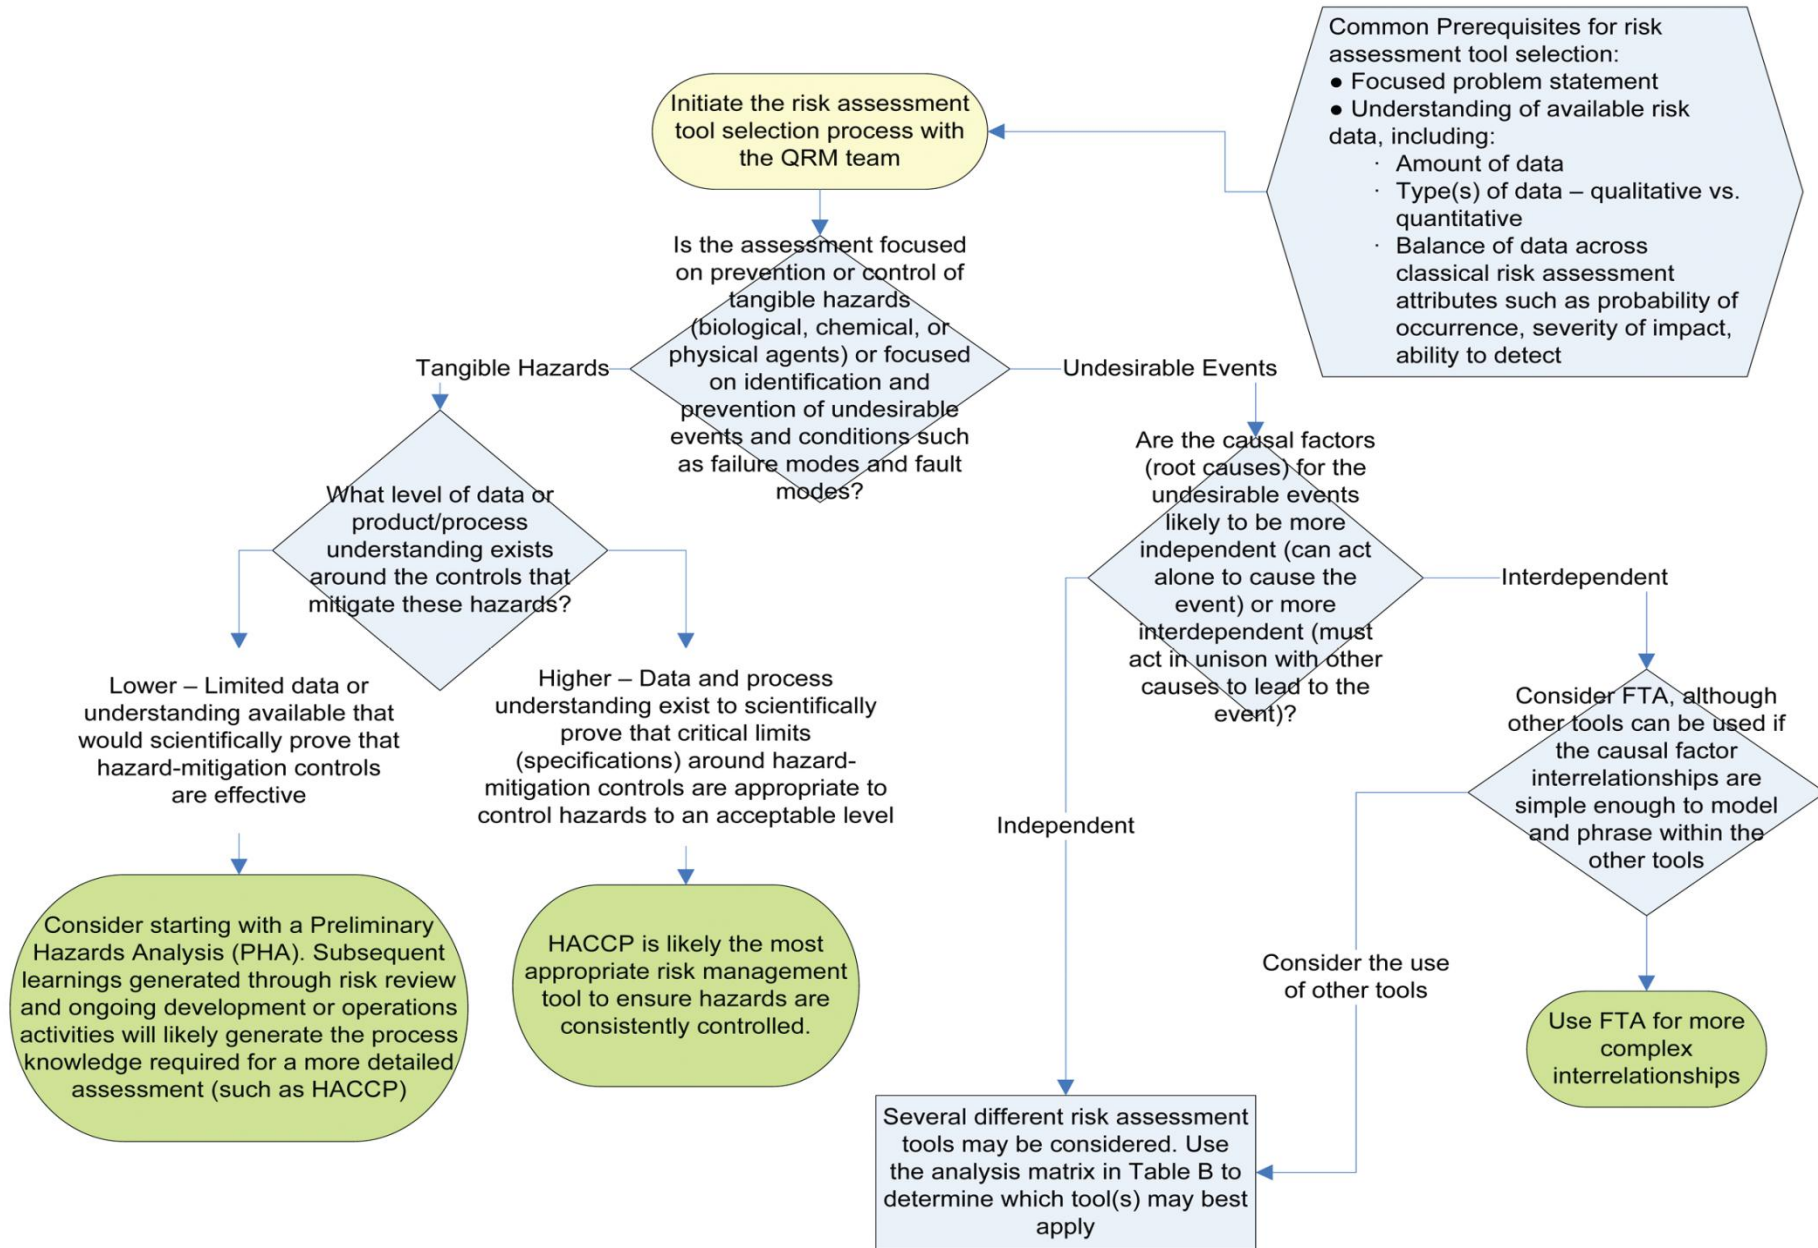 Common Prerequisites for risk
assessment tool selection:
● Focused problem statement
● Understanding of available risk
data, including:
· Amount of data
· Type(s) of data – qualitative vs.
quantitative
· Balance of data across
classical risk assessment
attributes such as probability of
occurrence, severity of impact,
ability to detect
Initiate the risk assessment
tool selection process with
the QRM team
Is the assessment focused
on prevention or control of
tangible hazards
(biological, chemical, or
physical agents) or focused
on identification and
prevention of undesirable
events and conditions such
as failure modes and fault
modes?
Tangible Hazards
Undesirable Events
What level of data or
product/process
understanding exists
around the controls that
mitigate these hazards?
Are the causal factors
(root causes) for the
undesirable events
likely to be more
independent (can act
alone to cause the
event) or more
interdependent (must
act in unison with other
causes to lead to the
event)?
Interdependent
Lower – Limited data or
understanding available that
would scientifically prove that
hazard-mitigation controls
are effective
Higher – Data and process
understanding exist to scientifically
prove that critical limits
(specifications) around hazard-
mitigation controls are appropriate to
control hazards to an acceptable level
Independent
Consider FTA, although
other tools can be used if
the causal factor
interrelationships are
simple enough to model
and phrase within the
other tools
Consider starting with a Preliminary
Hazards Analysis (PHA). Subsequent
learnings generated through risk review
and ongoing development or operations
activities will likely generate the process
knowledge required for a more detailed
assessment (such as HACCP)
HACCP is likely the most
appropriate risk management
tool to ensure hazards are
consistently controlled.
Consider the use
of other tools
Use FTA for more
complex
interrelationships
Several different risk assessment
tools may be considered. Use
the analysis matrix in Table B to
determine which tool(s) may best
apply